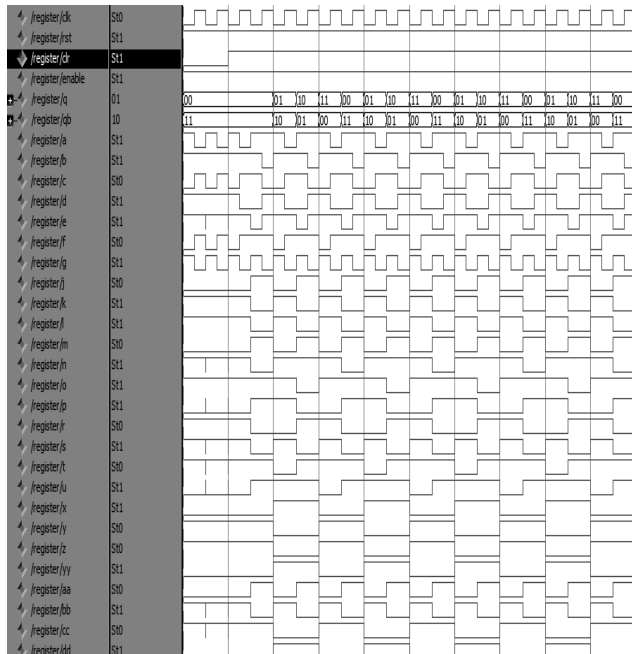 /register/clk St0
/register/rst St1
/register/clr St1
/register/enable St1
/register/q 01 00 01 10 11 00 01 10 11 00 01 10 11 00 01 10 11 00
/register/qb 10 11 10 01 00 11 10 01 00 11 10 01 00 11 10 01 00 11
/register/a St1
/register/b St1
/register/c St0
/register/d St1
/register/e St1
/register/f St0
/register/g St1
/register/j St0
/register/k St1
/register/l St1
/register/m St0
/register/n St1
/register/o St1
/register/p St1
/register/r St0
/register/s St1
/register/t St0
/register/u St1
/register/x St1
/register/y St0
/register/z St0
/register/yy St1
/register/aa St0
/register/bb St1
/register/cc St0
/register/dd St1